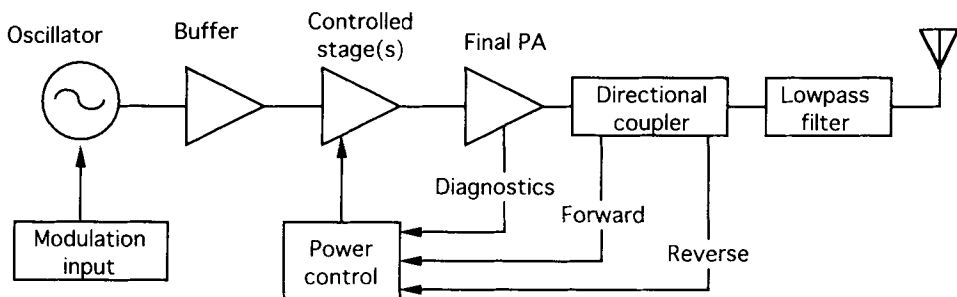 Oscillator
Buffer
Controlled
stage(s)
Final PA
Directional
coupler
Lowpass
filter
Diagnostics
Forward
Reverse
Modulation
input
Power
control